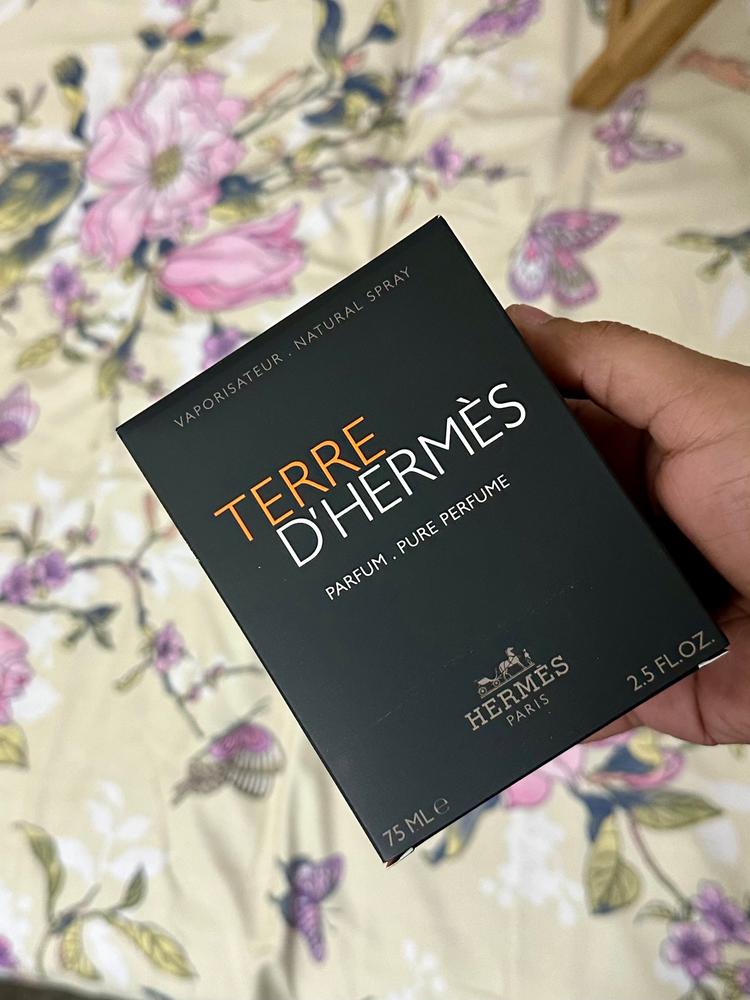 VAPORISATEUR . NATURAL SPRAY
TERRE
D'HERMÈS
PARFUM . PURE PERFUME
HERMÈS
PARIS
75 ML ℮
2.5 FL.OZ.